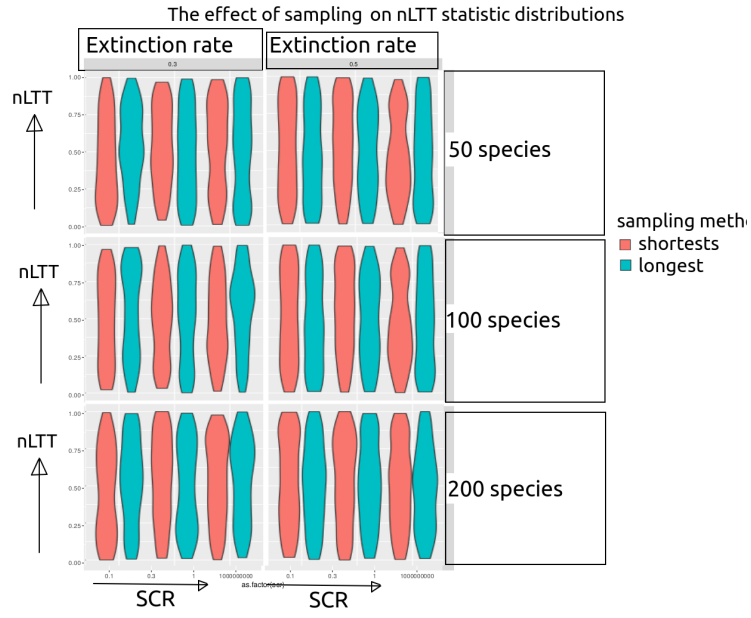 The effect of sampling on nLTT statistic distributions
Extinction rate Extinction rate
0.3 0.5
nLTT
1.00
0.75
0.50
0.25
0.00
50 species
sampling metho
shortests
longest
nLTT
1.00
0.75
0.50
0.25
0.00
100 species
nLTT
1.00
0.75
0.50
0.25
0.00
200 species
0.1 0.3 1 1000000000 0.1 0.3 1 1000000000
as.factor(scr)
SCR SCR